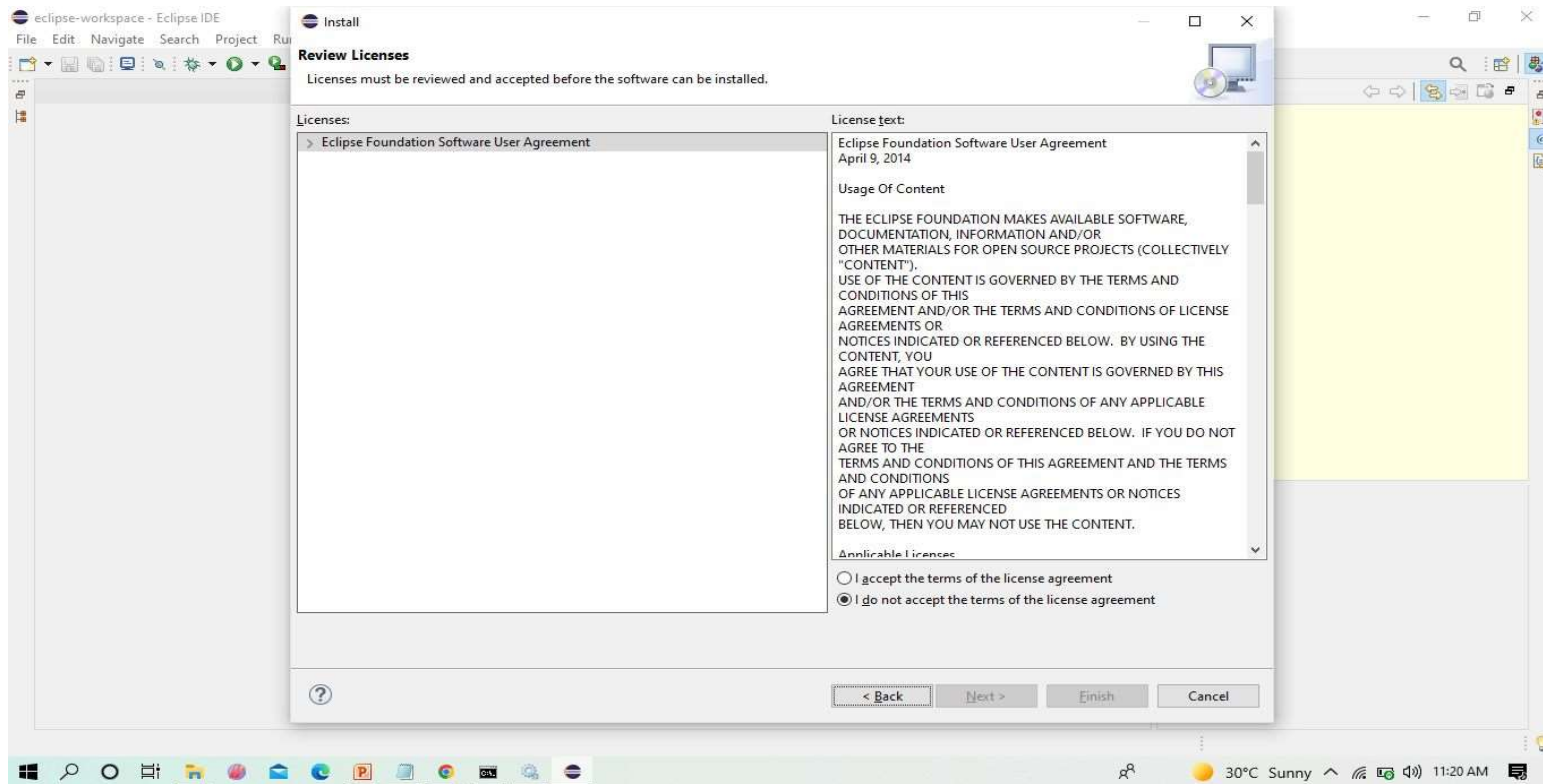 eclipse-workspace - Eclipse IDE
File Edit Navigate Search Project Ru
Install
Review Licenses
Licenses must be reviewed and accepted before the software can be installed.
Licenses:
Eclipse Foundation Software User Agreement
License text:
Eclipse Foundation Software User Agreement
April 9, 2014
Usage Of Content
THE ECLIPSE FOUNDATION MAKES AVAILABLE SOFTWARE,
DOCUMENTATION, INFORMATION AND/OR
OTHER MATERIALS FOR OPEN SOURCE PROJECTS (COLLECTIVELY
"CONTENT").
USE OF THE CONTENT IS GOVERNED BY THE TERMS AND
CONDITIONS OF THIS
AGREEMENT AND/OR THE TERMS AND CONDITIONS OF LICENSE
AGREEMENTS OR
NOTICES INDICATED OR REFERENCED BELOW. BY USING THE
CONTENT, YOU
AGREE THAT YOUR USE OF THE CONTENT IS GOVERNED BY THIS
AGREEMENT
AND/OR THE TERMS AND CONDITIONS OF ANY APPLICABLE
LICENSE AGREEMENTS
OR NOTICES INDICATED OR REFERENCED BELOW. IF YOU DO NOT
AGREE TO THE
TERMS AND CONDITIONS OF THIS AGREEMENT AND THE TERMS
AND CONDITIONS
OF ANY APPLICABLE LICENSE AGREEMENTS OR NOTICES
INDICATED OR REFERENCED
BELOW, THEN YOU MAY NOT USE THE CONTENT.
Applicable Licenses
I accept the terms of the license agreement
I do not accept the terms of the license agreement
< Back
Next >
Finish
Cancel
30°C Sunny
11:20 AM